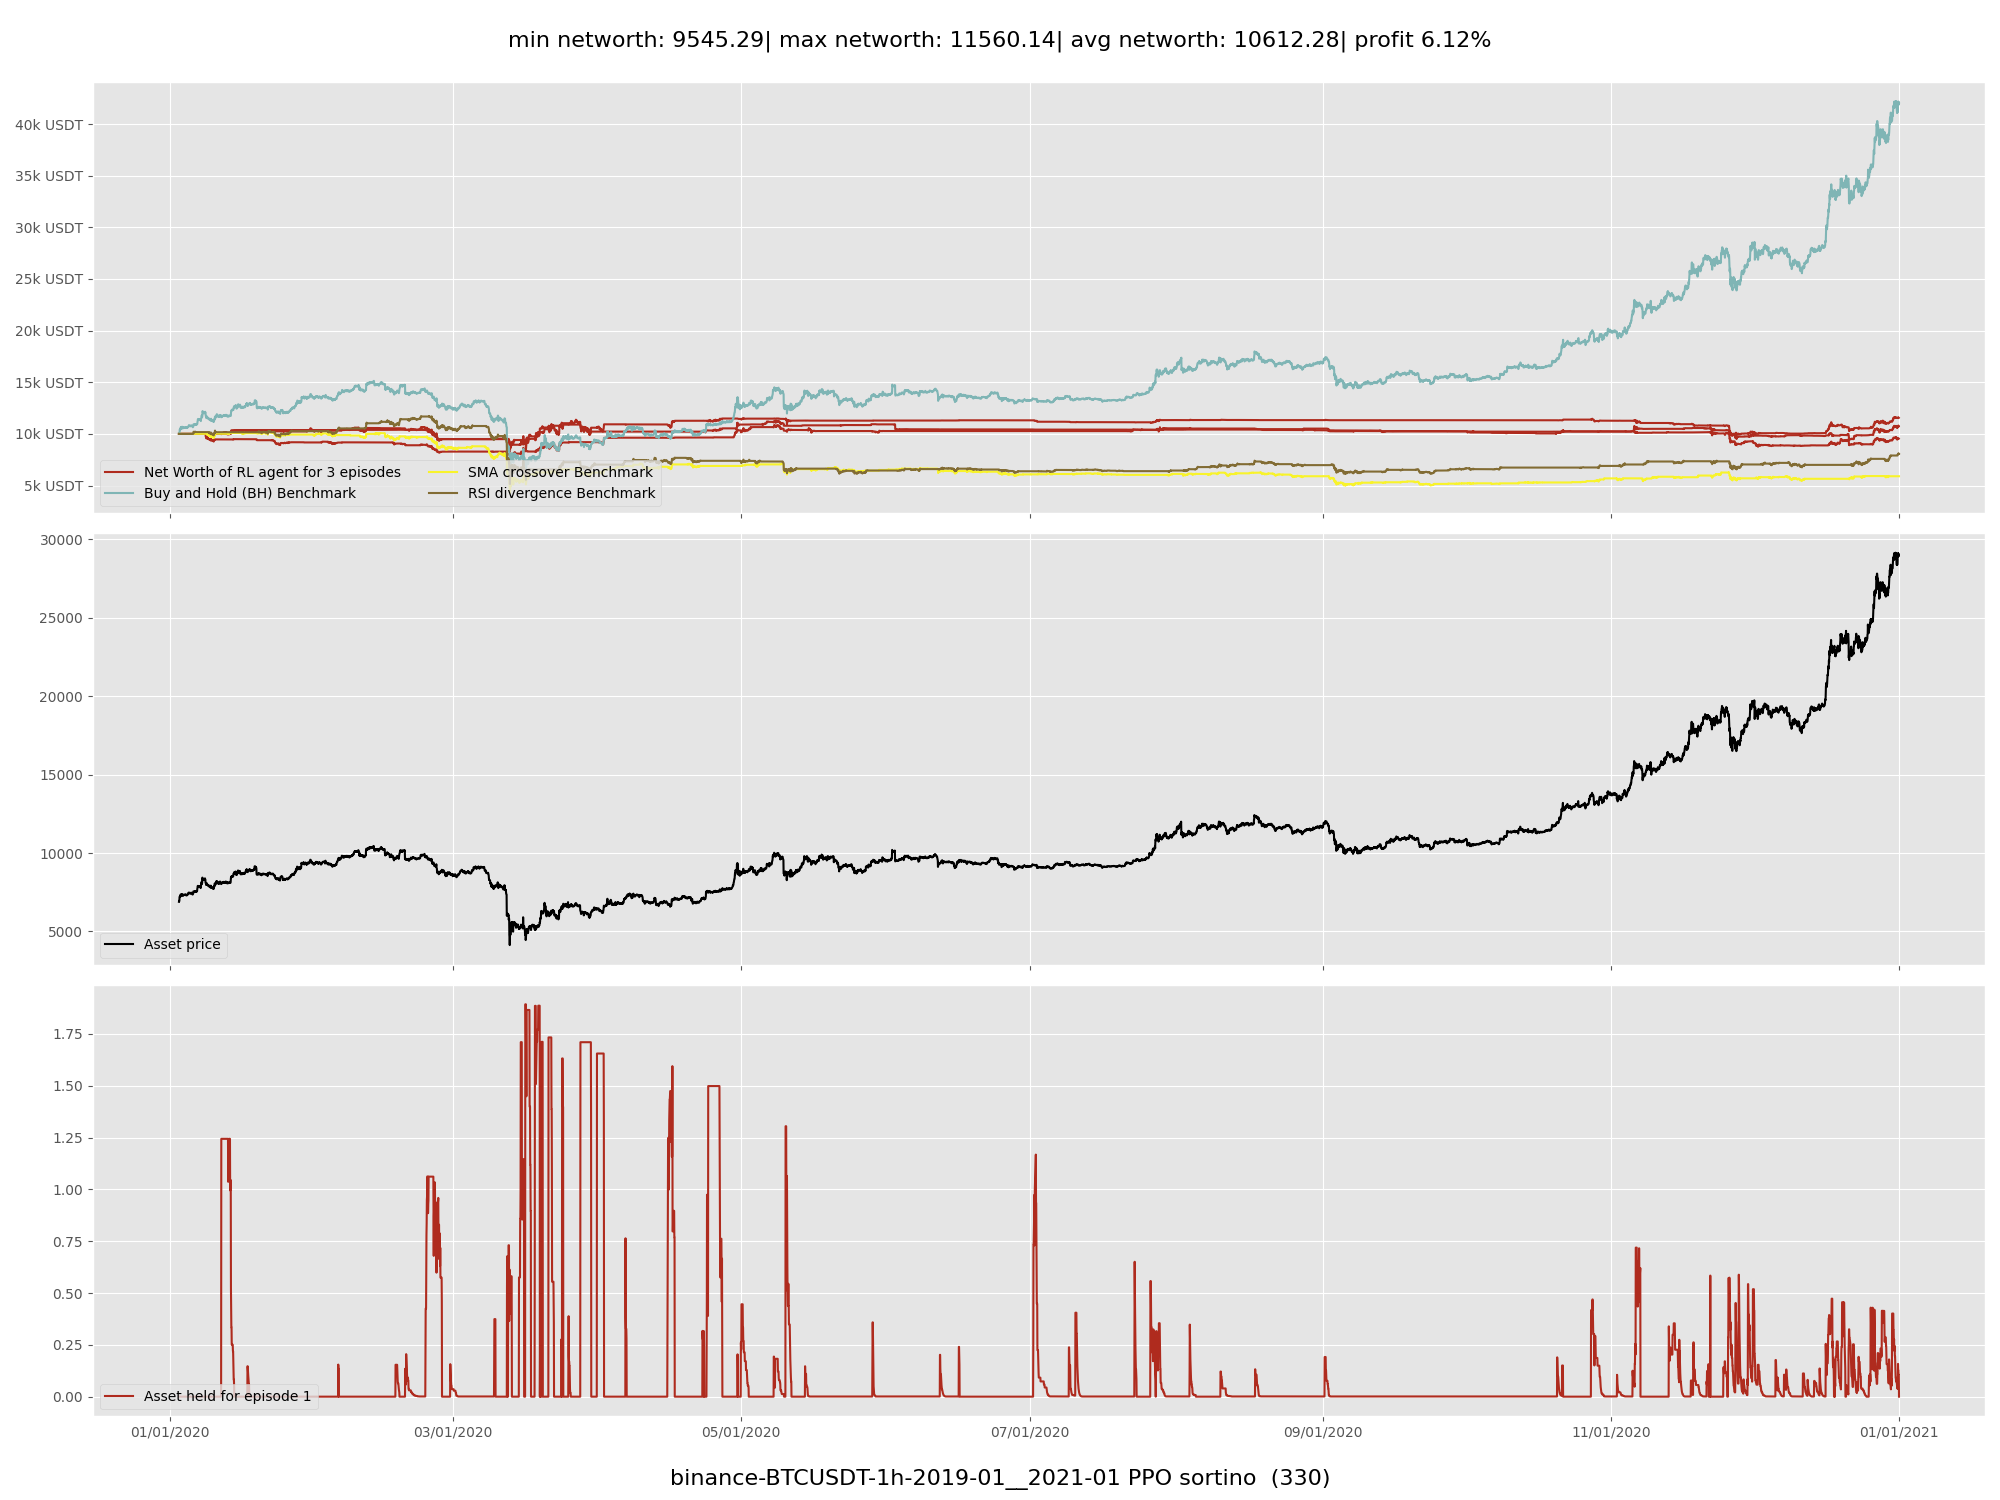 min networth: 9545.29| max networth: 11560.14| avg networth: 10612.28| profit 6.12%
40k USDT
35k USDT
30k USDT
25k USDT
20k USDT
15k USDT
10k USDT
5k USDT
Net Worth of RL agent for 3 episodes
Buy and Hold (BH) Benchmark
SMA crossover Benchmark
RSI divergence Benchmark
30000
25000
20000
15000
10000
5000
Asset price
1.75
1.50
1.25
1.00
0.75
0.50
0.25
0.00
Asset held for episode 1
01/01/2020 03/01/2020 05/01/2020 07/01/2020 09/01/2020 11/01/2020 01/01/2021
binance-BTCUSDT-1h-2019-01__2021-01 PPO sortino (330)